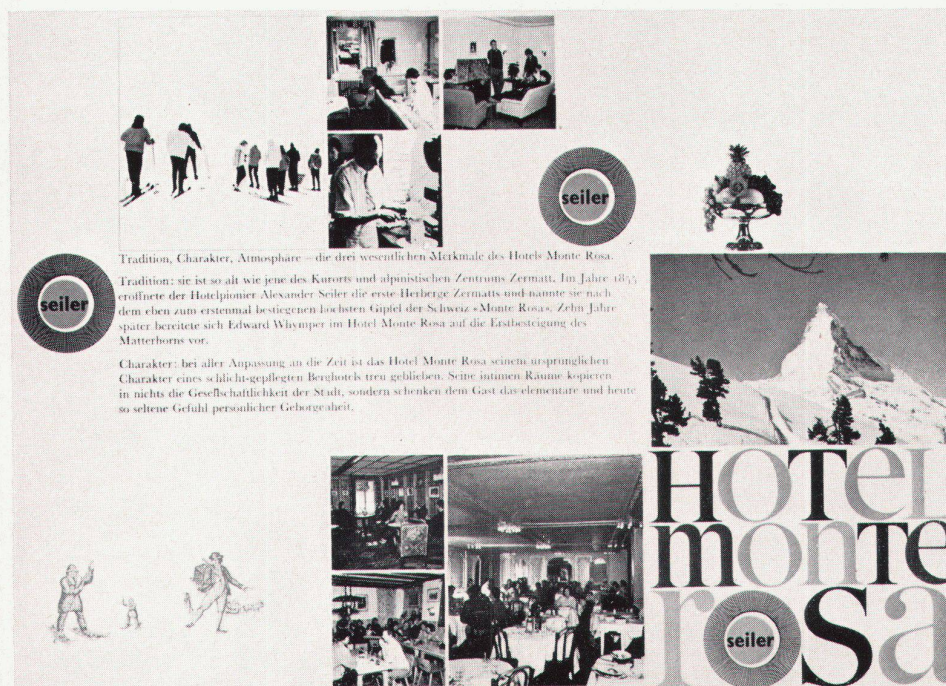 seiler
seiler
Tradition, Charakter, Atmosphäre – die drei wesentlichen Merkmale des Hotels Monte Rosa.
Tradition: sie ist so alt wie jene des Kurorts und alpinistischen Zentrums Zermatt. Im Jahre 1855
eröffnete der Hotelpionier Alexander Seiler die erste Herberge Zermatts und nannte sie nach
dem eben zum erstenmal bestiegenen höchsten Gipfel der Schweiz «Monte Rosa». Zehn Jahre
später bereitete sich Edward Whymper im Hotel Monte Rosa auf die Erstbesteigung des
Matterhorns vor.
Charakter: bei aller Anpassung an die Zeit ist das Hotel Monte Rosa seinem ursprünglichen
Charakter eines schlicht-gepflegten Berghotels treu geblieben. Seine intimen Räume kopieren
in nichts die Gesellschaftlichkeit der Stadt, sondern schenken dem Gast das elementare und heute
so seltene Gefühl persönlicher Geborgenheit.
HOTEL
monte
rosa
seiler